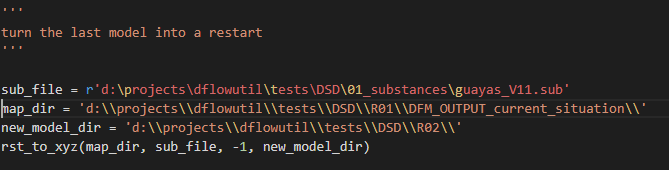 '''
turn the last model into a restart
'''
sub_file = r'd:\projects\dflowutil\tests\DSD\01_substances\guayas_V11.sub'
map_dir = 'd:\\projects\\dflowutil\\tests\\DSD\\R01\\DFM_OUTPUT_current_situation\\'
new_model_dir = 'd:\\projects\\dflowutil\\tests\\DSD\\R02\\'
rst_to_xyz(map_dir, sub_file, -1, new_model_dir)